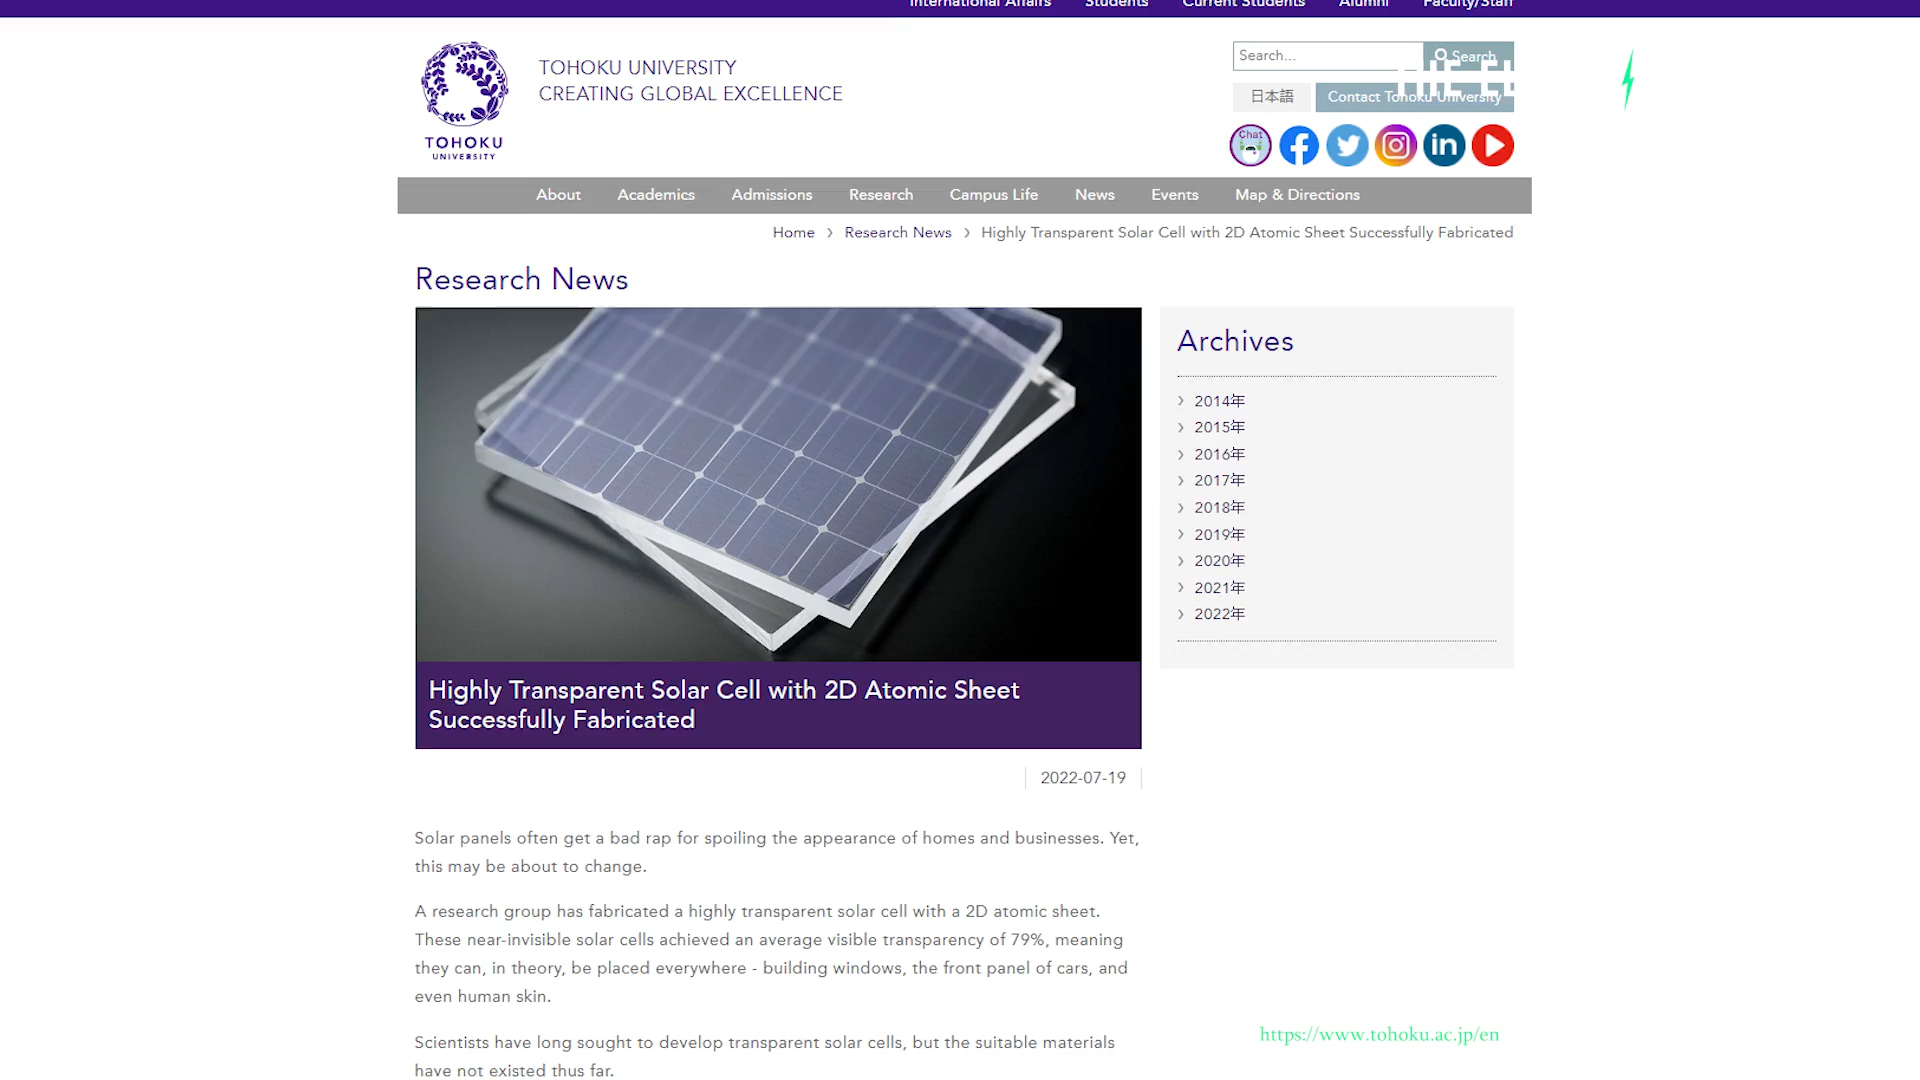 International Affairs Students Current Students Alumni Faculty/Staff
TOHOKU UNIVERSITY
CREATING GLOBAL EXCELLENCE
TOHOKU
UNIVERSITY
Search...
Search
日本語
Contact Tohoku University
Chat
About Academics Admissions Research Campus Life News Events Map & Directions
Home › Research News › Highly Transparent Solar Cell with 2D Atomic Sheet Successfully Fabricated
Research News
Highly Transparent Solar Cell with 2D Atomic Sheet
Successfully Fabricated
2022-07-19
Solar panels often get a bad rap for spoiling the appearance of homes and businesses. Yet,
this may be about to change.
A research group has fabricated a highly transparent solar cell with a 2D atomic sheet.
These near-invisible solar cells achieved an average visible transparency of 79%, meaning
they can, in theory, be placed everywhere - building windows, the front panel of cars, and
even human skin.
Scientists have long sought to develop transparent solar cells, but the suitable materials
have not existed thus far.
Archives
› 2014年
› 2015年
› 2016年
› 2017年
› 2018年
› 2019年
› 2020年
› 2021年
› 2022年
https://www.tohoku.ac.jp/en